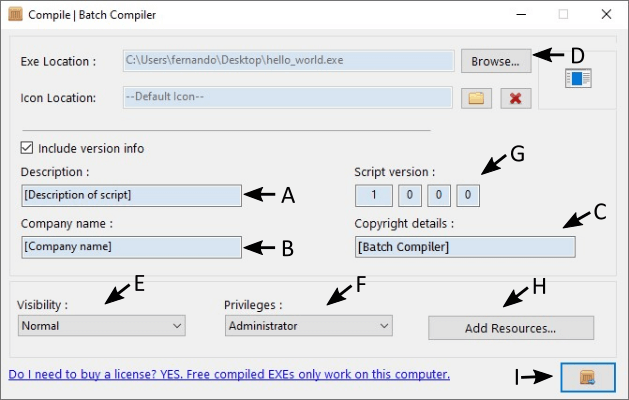 Compile | Batch Compiler
Exe Location : C:\Users\fernando\Desktop\hello_world.exe Browse... D
Icon Location: --Default Icon--
Include version info
Description : Script version : G
[Description of script] A 1 0 0 0
Company name : Copyright details : C
[Company name] B [Batch Compiler]
E F H
Visibility : Privileges :
Normal Administrator Add Resources...
Do I need to buy a license? YES. Free compiled EXEs only work on this computer. I